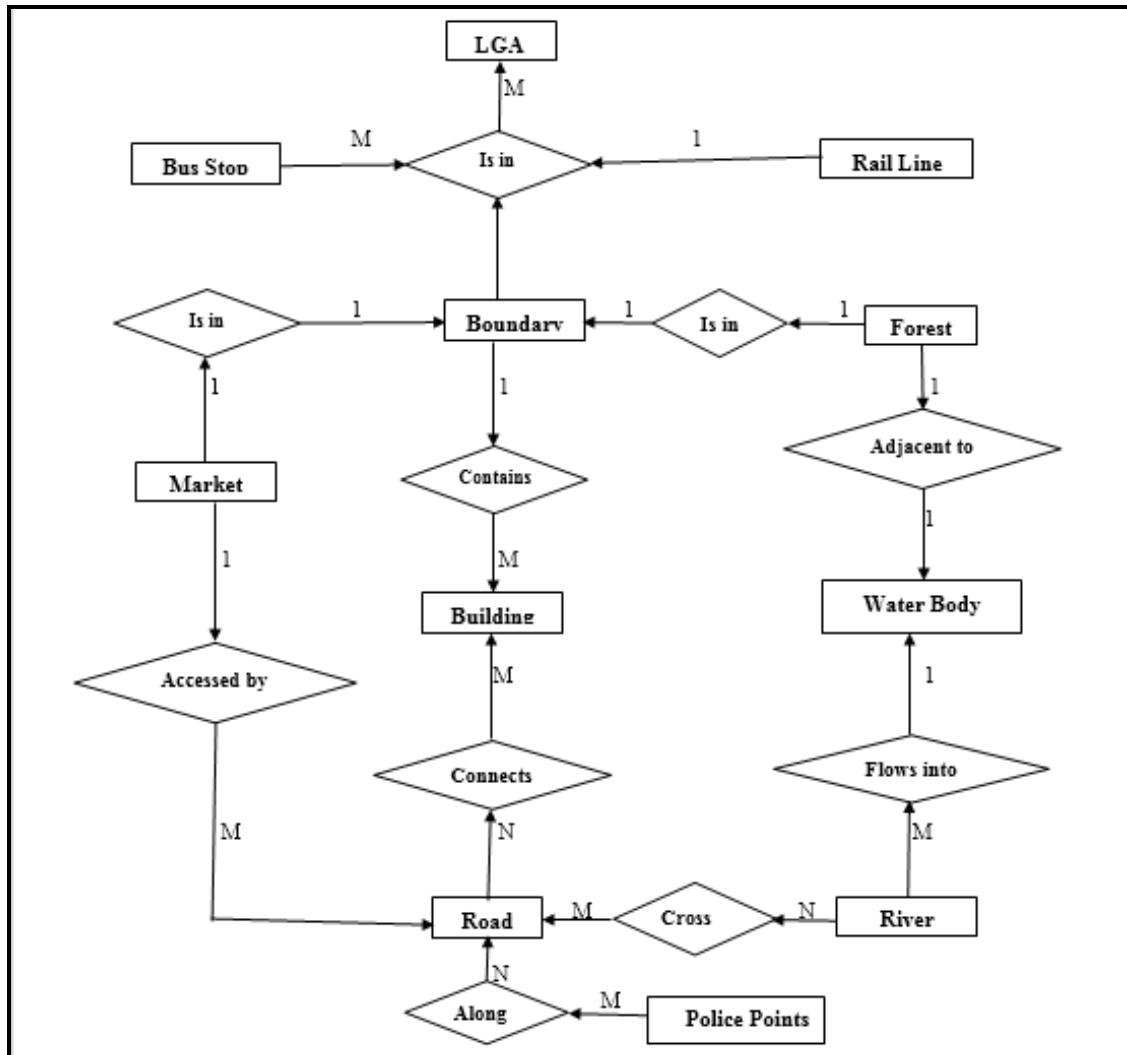 LGA
M
M
1
Bus Stop
Is in
Rail Line
Is in
1
Boundary
1
Is in
1
Forest
1
1
1
Market
Contains
Adjacent to
1
M
1
Building
Water Body
Accessed by
M
1
Connects
Flows into
M
N
M
Road
M
Cross
N
River
N
Along
M
Police Points